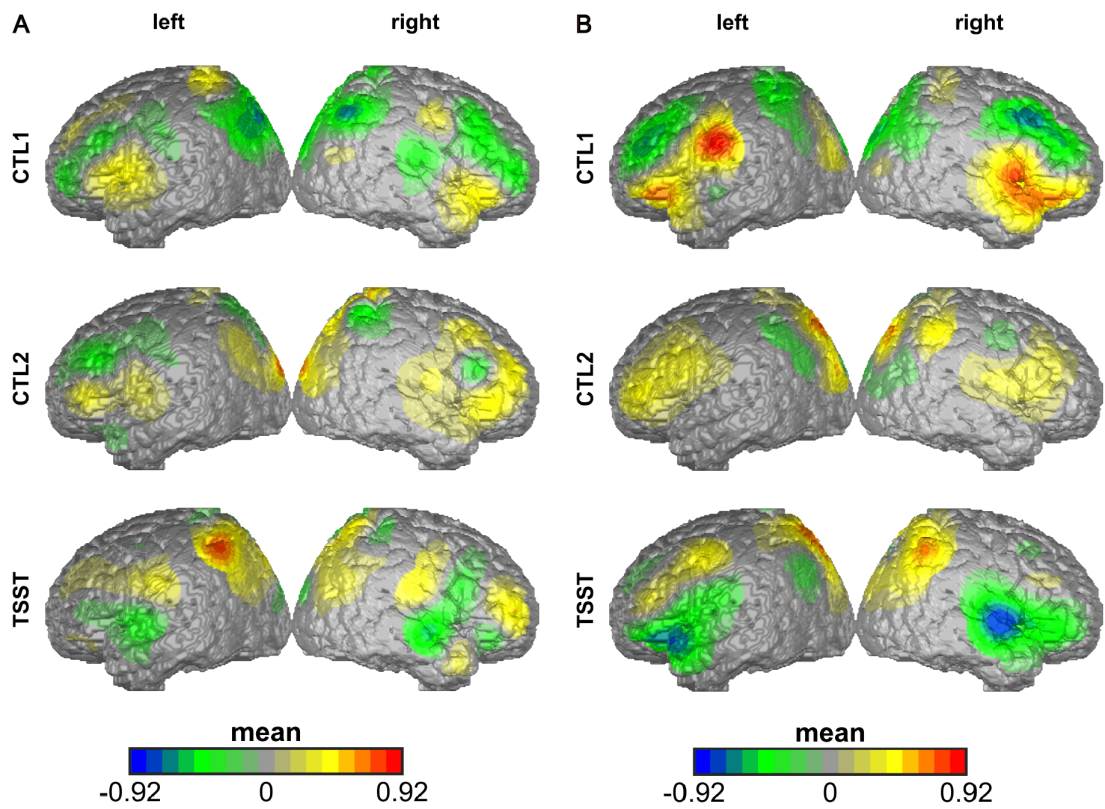 A left right
B left right
CTL1
CTL1
CTL2
CTL2
TSST
TSST
mean
-0.92 0 0.92
mean
-0.92 0 0.92